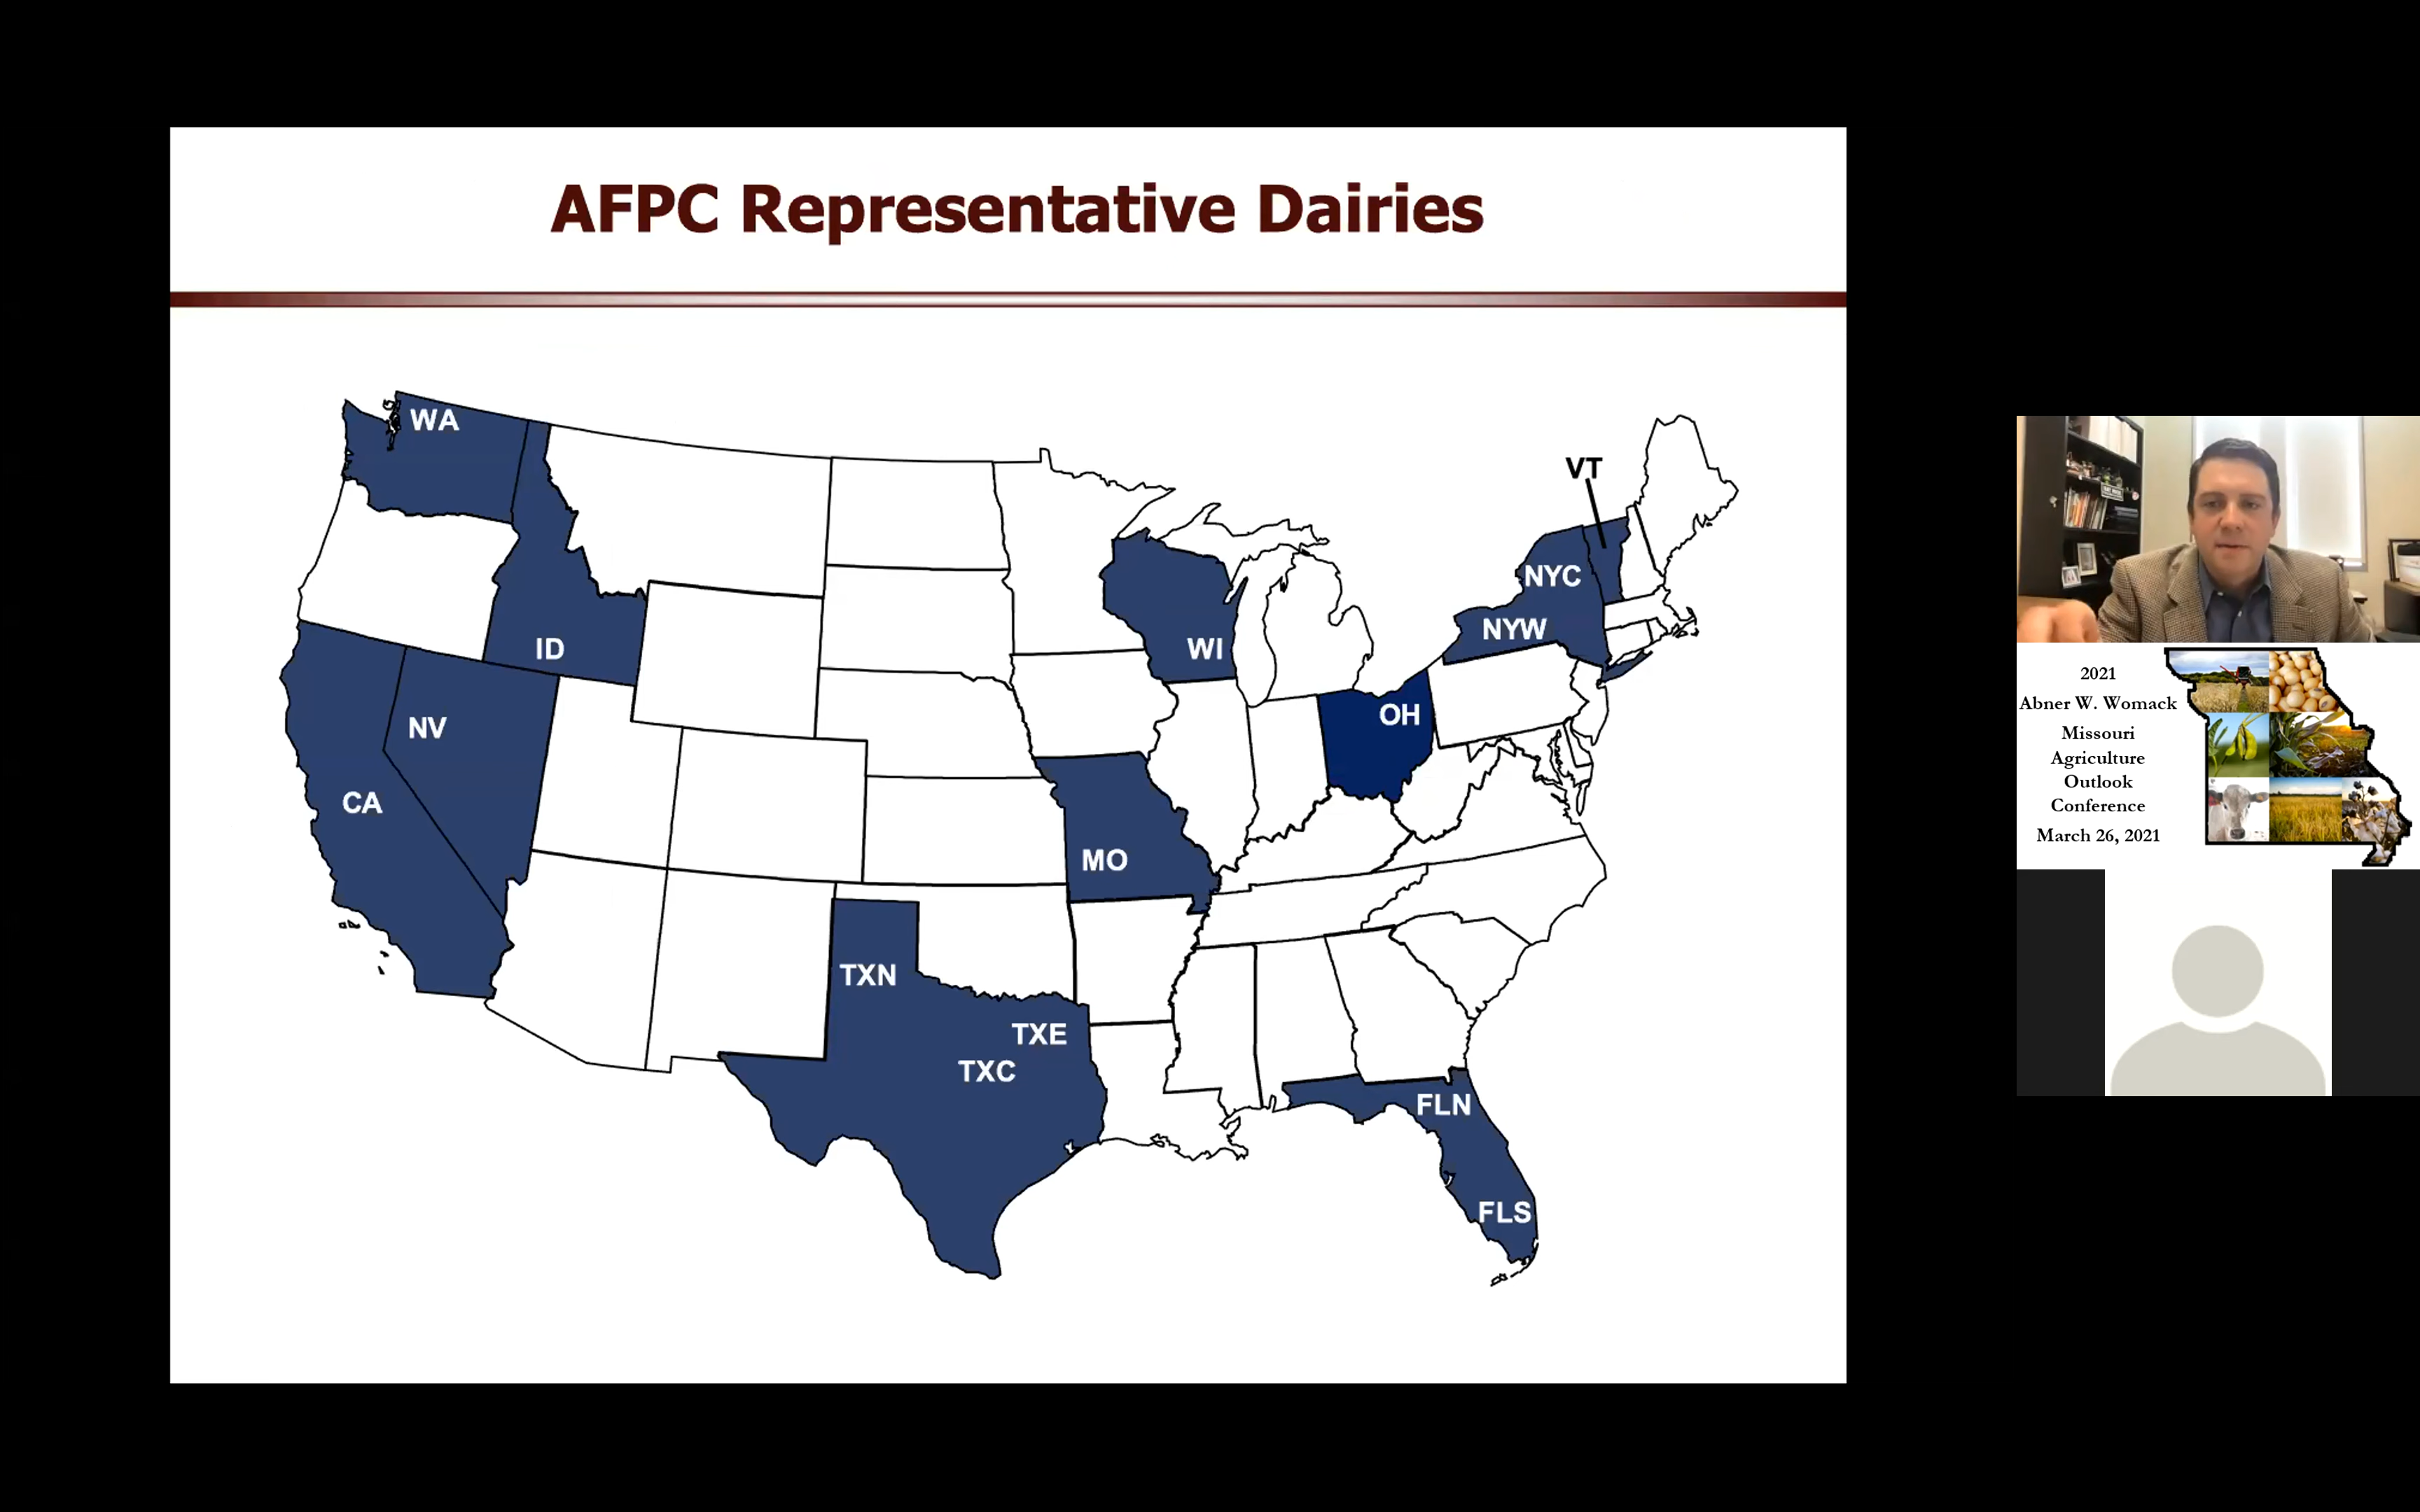 AFPC Representative Dairies
WA
VT
NYC
NYW
ID
WI
NV
OH
CA
MO
TXN
TXE
TXC
FLN
FLS
2021
Abner W. Womack
Missouri
Agriculture
Outlook
Conference
March 26, 2021